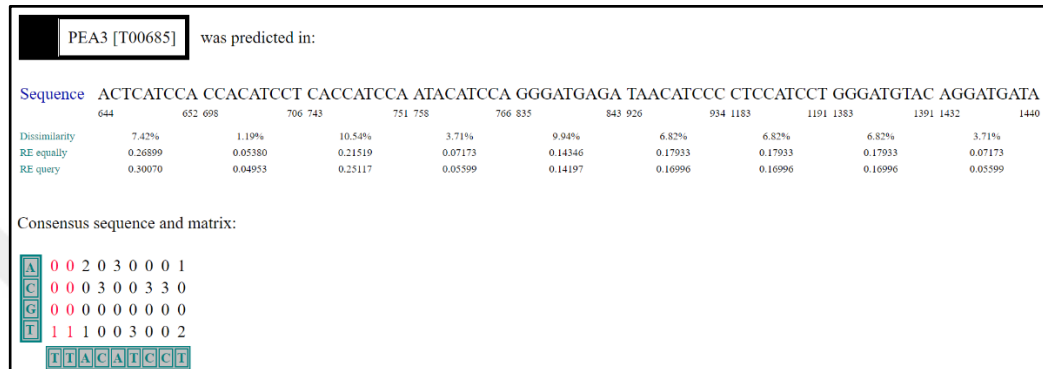 PEA3 [T00685] was predicted in:
Sequence ACTCATCCA CCACATCCT CACCATCCA ATACATCCA GGGATGAGA TAACATCCC CTCCATCCT GGGATGTAC AGGATGATA
644 652 698 706 743 751 758 766 835 843 926 934 1183 1191 1383 1391 1432 1440
Dissimilarity 7.42% 1.19% 10.54% 3.71% 9.94% 6.82% 6.82% 6.82% 3.71%
RE equally 0.26899 0.05380 0.21519 0.07173 0.14346 0.17933 0.17933 0.17933 0.07173
RE query 0.30070 0.04953 0.25117 0.05599 0.14197 0.16996 0.16996 0.16996 0.05599
Consensus sequence and matrix:
A 0 0 2 0 3 0 0 0 1
C 0 0 0 3 0 0 3 3 0
G 0 0 0 0 0 0 0 0 0
T 1 1 1 0 0 3 0 0 2
T T A C A T C C T